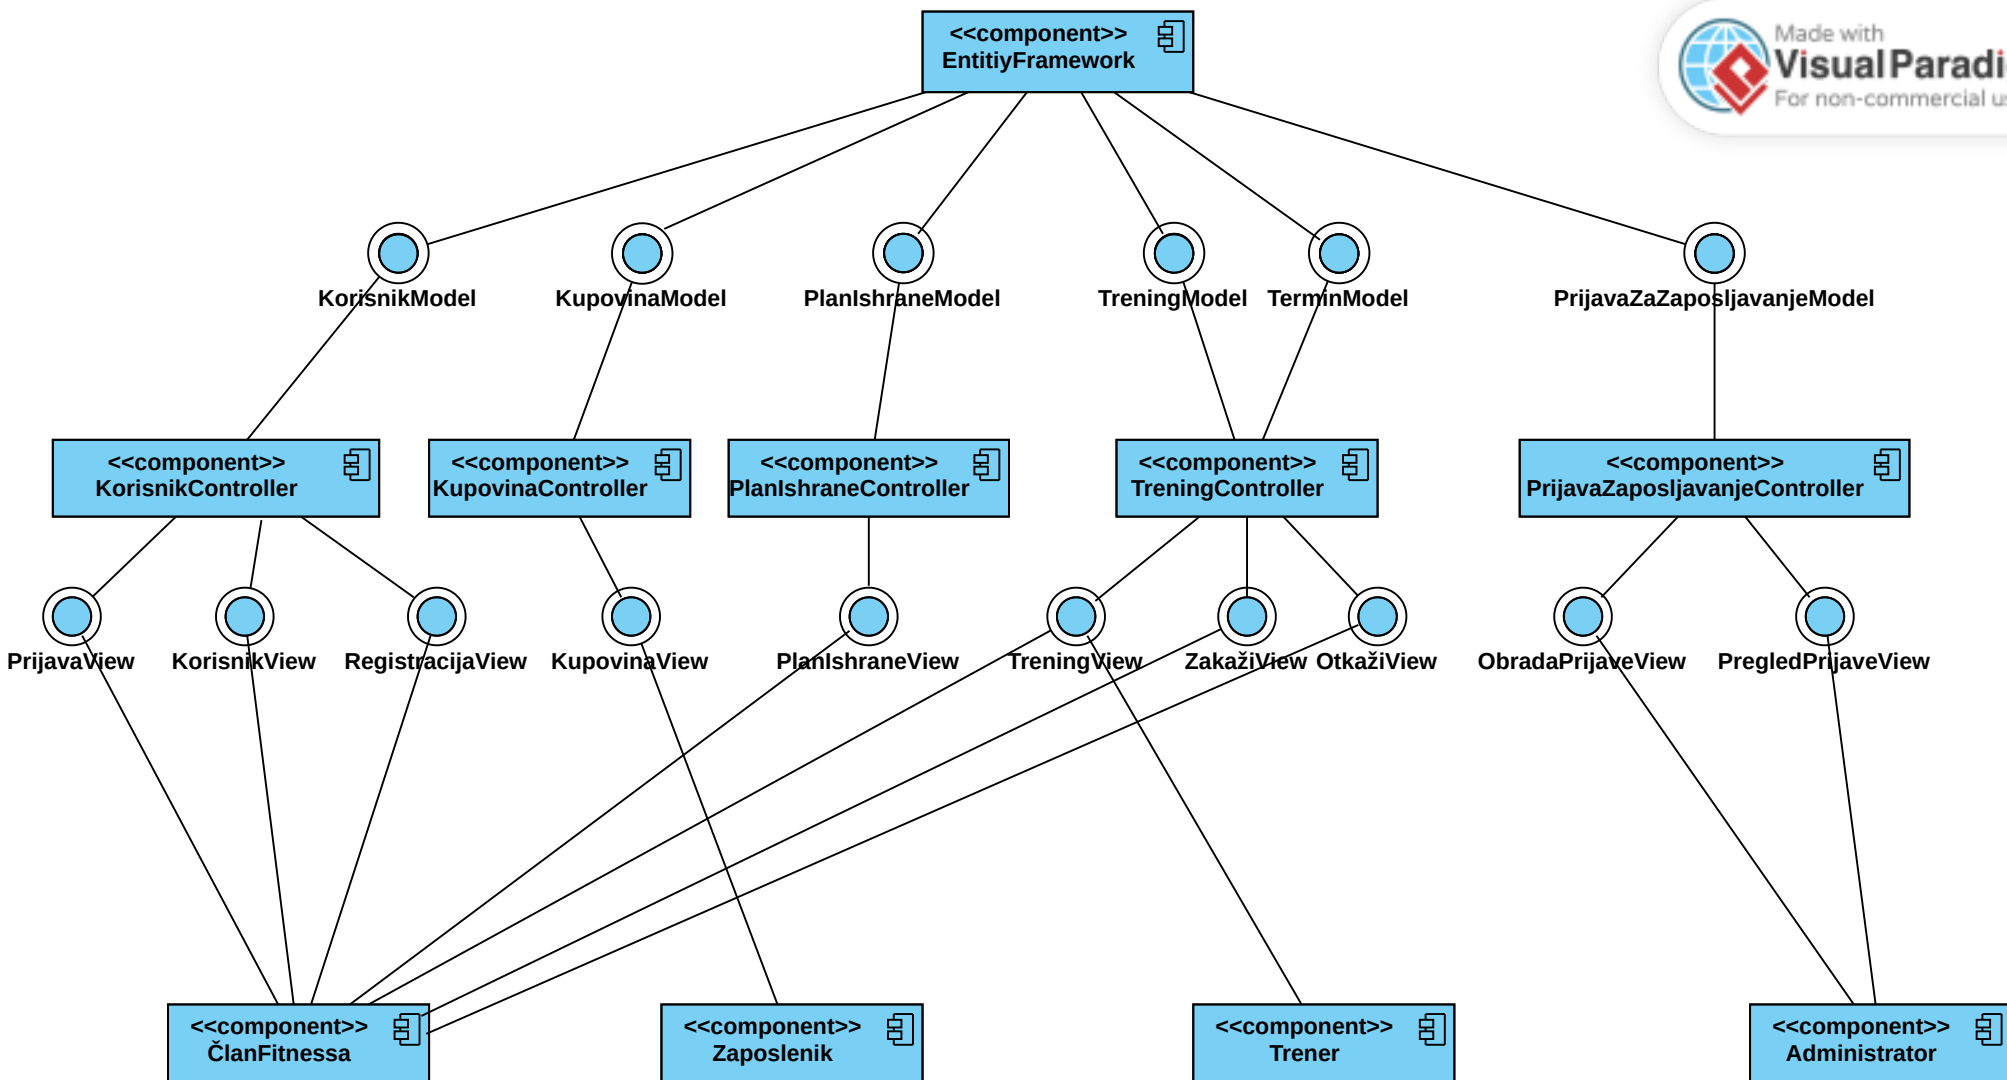 <<component>>
EntitiyFramework
Made with
VisualParadi
For non-commercial us
KorisnikModel
KupovinaModel
PlanIshraneModel
TreningModel
TerminModel
PrijavaZaZaposljavanjeModel
<<component>>
KorisnikController
<<component>>
KupovinaController
<<component>>
PlanIshraneController
<<component>>
TreningController
<<component>>
PrijavaZaposljavanjeController
PrijavaView
KorisnikView
RegistracijaView
KupovinaView
PlanIshraneView
TreningView
ZakažiView
OtkažiView
ObradaPrijaveView
PregledPrijaveView
<<component>>
ČlanFitnessa
<<component>>
Zaposlenik
<<component>>
Trener
<<component>>
Administrator